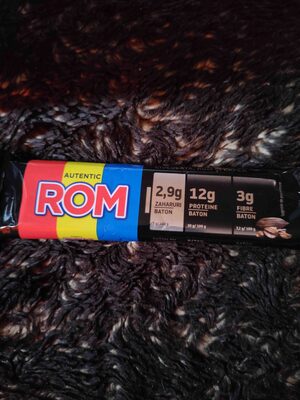 AUTENTIC
ROM
2,9g
ZAHARURI
BATON
12g
PROTEINE
BATON
3g
FIBRE
BATON